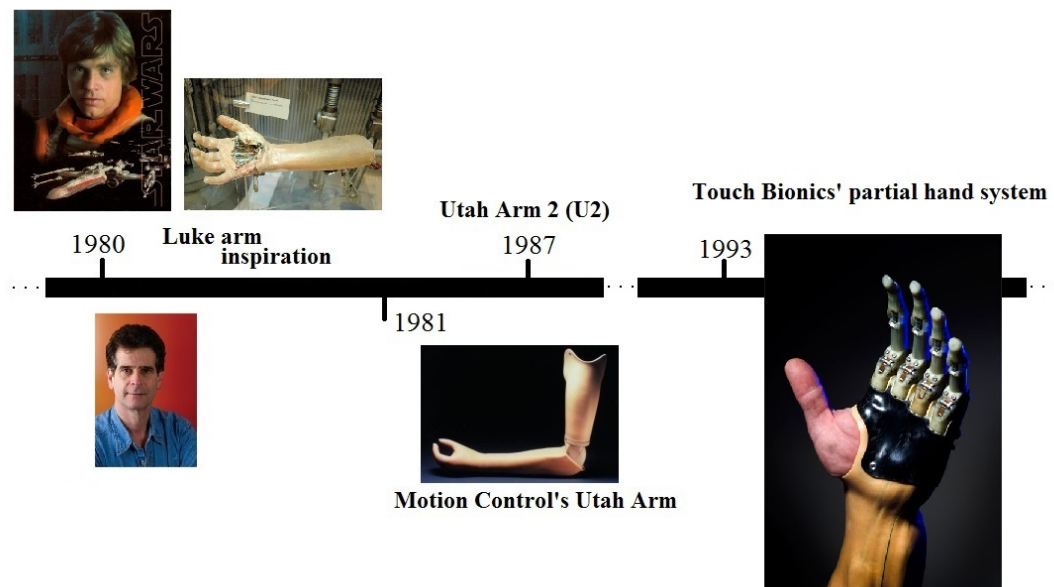 STAR WARS
1980
Luke arm
inspiration
1981
Motion Control's Utah Arm
Utah Arm 2 (U2)
1987
Touch Bionics' partial hand system
1993